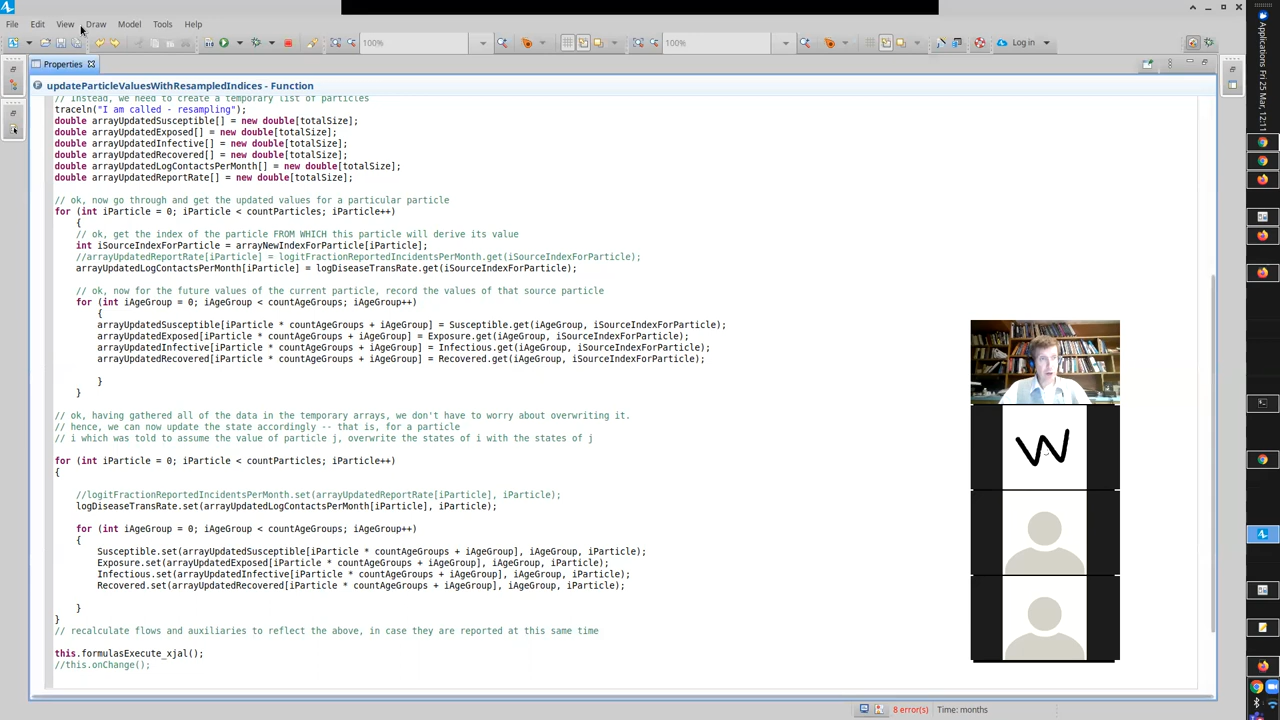 File Edit View Draw Model Tools Help
100% 100% Log in
Properties
updateParticleValuesWithResampledIndices - Function
// Instead, we need to create a temporary list of particles
traceln("I am called - resampling");
double arrayUpdatedSusceptible[] = new double[totalSize];
double arrayUpdatedExposed[] = new double[totalSize];
double arrayUpdatedInfective[] = new double[totalSize];
double arrayUpdatedRecovered[] = new double[totalSize];
double arrayUpdatedLogContactsPerMonth[] = new double[totalSize];
double arrayUpdatedReportRate[] = new double[totalSize];
// ok, now go through and get the updated values for a particular particle
for (int iParticle = 0; iParticle < countParticles; iParticle++)
{
// ok, get the index of the particle FROM WHICH this particle will derive its value
int iSourceIndexForParticle = arrayNewIndexForParticle[iParticle];
//arrayUpdatedReportRate[iParticle] = logitFractionReportedIncidentsPerMonth.get(iSourceIndexForParticle);
arrayUpdatedLogContactsPerMonth[iParticle] = logDiseaseTransRate.get(iSourceIndexForParticle);
// ok, now for the future values of the current particle, record the values of that source particle
for (int iAgeGroup = 0; iAgeGroup < countAgeGroups; iAgeGroup++)
{
arrayUpdatedSusceptible[iParticle * countAgeGroups + iAgeGroup] = Susceptible.get(iAgeGroup, iSourceIndexForParticle);
arrayUpdatedExposed[iParticle * countAgeGroups + iAgeGroup] = Exposure.get(iAgeGroup, iSourceIndexForParticle);
arrayUpdatedInfective[iParticle * countAgeGroups + iAgeGroup] = Infectious.get(iAgeGroup, iSourceIndexForParticle);
arrayUpdatedRecovered[iParticle * countAgeGroups + iAgeGroup] = Recovered.get(iAgeGroup, iSourceIndexForParticle);
}
}
// ok, having gathered all of the data in the temporary arrays, we don't have to worry about overwriting it.
// hence, we can now update the state accordingly -- that is, for a particle
// i which was told to assume the value of particle j, overwrite the states of i with the states of j
for (int iParticle = 0; iParticle < countParticles; iParticle++)
{
//logitFractionReportedIncidentsPerMonth.set(arrayUpdatedReportRate[iParticle], iParticle);
logDiseaseTransRate.set(arrayUpdatedLogContactsPerMonth[iParticle], iParticle);
for (int iAgeGroup = 0; iAgeGroup < countAgeGroups; iAgeGroup++)
{
Susceptible.set(arrayUpdatedSusceptible[iParticle * countAgeGroups + iAgeGroup], iAgeGroup, iParticle);
Exposure.set(arrayUpdatedExposed[iParticle * countAgeGroups + iAgeGroup], iAgeGroup, iParticle);
Infectious.set(arrayUpdatedInfective[iParticle * countAgeGroups + iAgeGroup], iAgeGroup, iParticle);
Recovered.set(arrayUpdatedRecovered[iParticle * countAgeGroups + iAgeGroup], iAgeGroup, iParticle);
}
}
// recalculate flows and auxiliaries to reflect the above, in case they are reported at this same time
this.formulasExecute_xjal();
//this.onChange();
8 error(s) Time: months
W
Applications Fri 25 Mar, 12:11